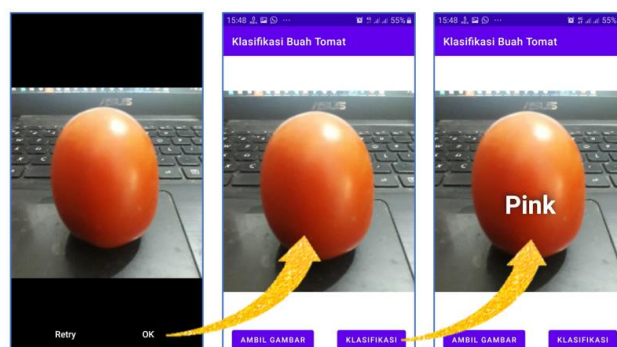 Retry OK
15:48 55%
Klasifikasi Buah Tomat
ASUS
AMBIL GAMBAR KLASIFIKASI
15:48 55%
Klasifikasi Buah Tomat
ASUS
Pink
AMBIL GAMBAR KLASIFIKASI